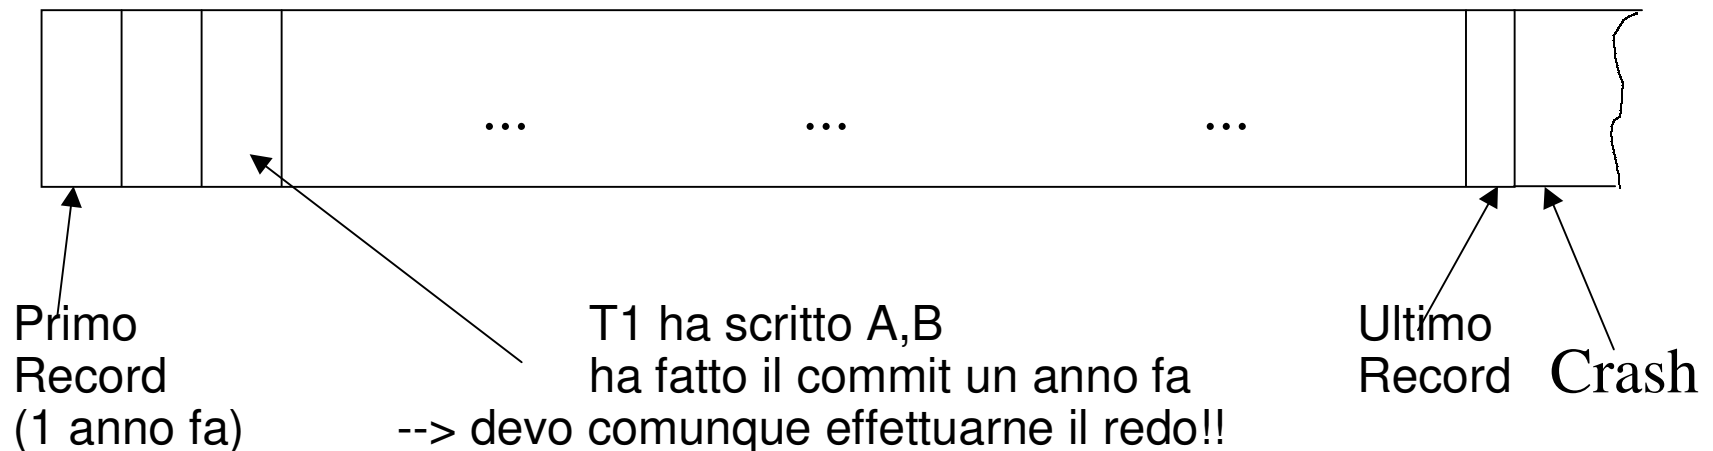 ... ... ...
Primo
Record
(1 anno fa)
T1 ha scritto A,B
ha fatto il commit un anno fa
--> devo comunque effettuarne il redo!!
Ultimo
Record
Crash